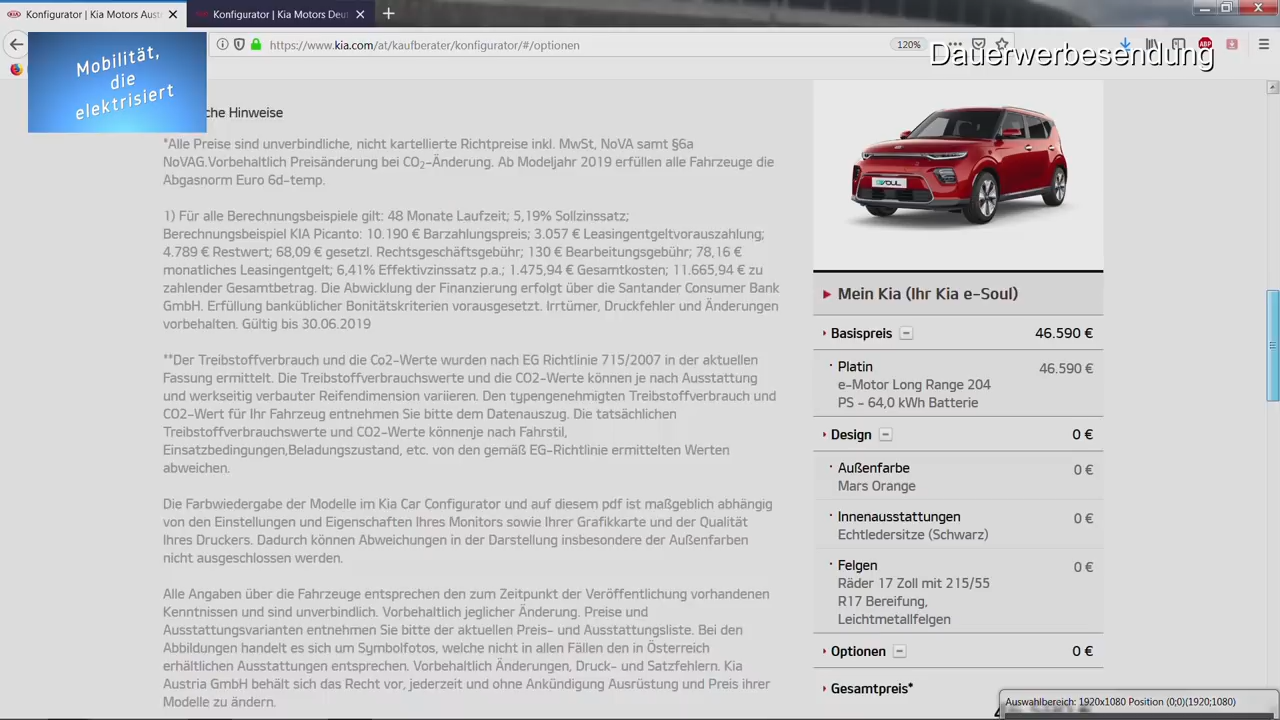 Konfigurator | Kia Motors Aust
Konfigurator | Kia Motors Deut
https://www.kia.com/at/kaufberater/konfigurator/#/optionen
120%
ABP
Dauerwerbesendung
Mobilität,
die
elektrisiert
che Hinweise
*Alle Preise sind unverbindliche, nicht kartellierte Richtpreise inkl. MwSt, NoVA samt §6a
NoVAG.Vorbehaltlich Preisänderung bei CO₂-Änderung. Ab Modeljahr 2019 erfüllen alle Fahrzeuge die
Abgasnorm Euro 6d-temp.
1) Für alle Berechnungsbeispiele gilt: 48 Monate Laufzeit; 5,19% Sollzinssatz;
Berechnungsbeispiel KIA Picanto: 10.190 € Barzahlungspreis; 3.057 € Leasingentgeltvorauszahlung;
4.789 € Restwert; 68,09 € gesetzl. Rechtsgeschäftsgebühr; 130 € Bearbeitungsgebühr; 78,16 €
monatliches Leasingentgelt; 6,41% Effektivzinssatz p.a.; 1.475,94 € Gesamtkosten; 11.665,94 € zu
zahlender Gesamtbetrag. Die Abwicklung der Finanzierung erfolgt über die Santander Consumer Bank
GmbH. Erfüllung banküblicher Bonitätskriterien vorausgesetzt. Irrtümer, Druckfehler und Änderungen
vorbehalten. Gültig bis 30.06.2019
**Der Treibstoffverbrauch und die Co2-Werte wurden nach EG Richtlinie 715/2007 in der aktuellen
Fassung ermittelt. Die Treibstoffverbrauchswerte und die CO2-Werte können je nach Ausstattung
und werkseitig verbauter Reifendimension variieren. Den typengenehmigten Treibstoffverbrauch und
CO2-Wert für Ihr Fahrzeug entnehmen Sie bitte dem Datenauszug. Die tatsächlichen
Treibstoffverbrauchswerte und CO2-Werte könnenje nach Fahrstil,
Einsatzbedingungen,Beladungszustand, etc. von den gemäß EG-Richtlinie ermittelten Werten
abweichen.
Die Farbwiedergabe der Modelle im Kia Car Configurator und auf diesem pdf ist maßgeblich abhängig
von den Einstellungen und Eigenschaften Ihres Monitors sowie Ihrer Grafikkarte und der Qualität
Ihres Druckers. Dadurch können Abweichungen in der Darstellung insbesondere der Außenfarben
nicht ausgeschlossen werden.
Alle Angaben über die Fahrzeuge entsprechen den zum Zeitpunkt der Veröffentlichung vorhandenen
Kenntnissen und sind unverbindlich. Vorbehaltlich jeglicher Änderung. Preise und
Ausstattungsvarianten entnehmen Sie bitte der aktuellen Preis- und Ausstattungsliste. Bei den
Abbildungen handelt es sich um Symbolfotos, welche nicht in allen Fällen den in Österreich
erhältlichen Ausstattungen entsprechen. Vorbehaltlich Änderungen, Druck- und Satzfehlern. Kia
Austria GmbH behält sich das Recht vor, jederzeit und ohne Ankündigung Ausrüstung und Preis ihrer
Modelle zu ändern.
Mein Kia (Ihr Kia e-Soul)
Basispreis 46.590 €
Platin 46.590 €
e-Motor Long Range 204
PS - 64,0 kWh Batterie
Design 0 €
Außenfarbe 0 €
Mars Orange
Innenausstattungen 0 €
Echtledersitze (Schwarz)
Felgen 0 €
Räder 17 Zoll mit 215/55
R17 Bereifung,
Leichtmetallfelgen
Optionen 0 €
Gesamtpreis*
Auswahlbereich: 1920x1080 Position (0;0)(1920;1080)